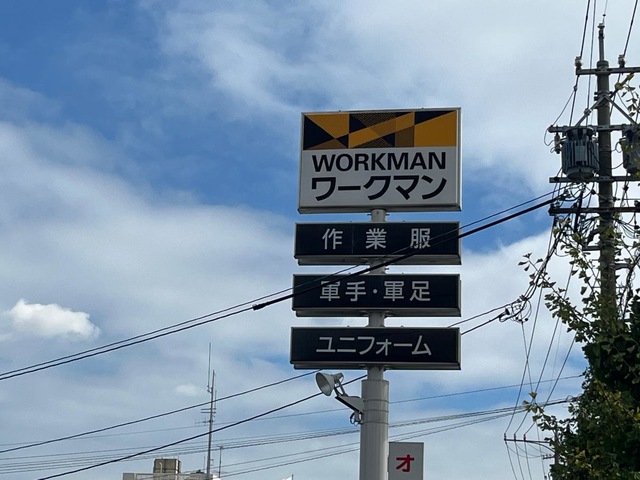 WORKMAN
ワークマン
作業服
軍手・軍足
ユニフォーム
オ